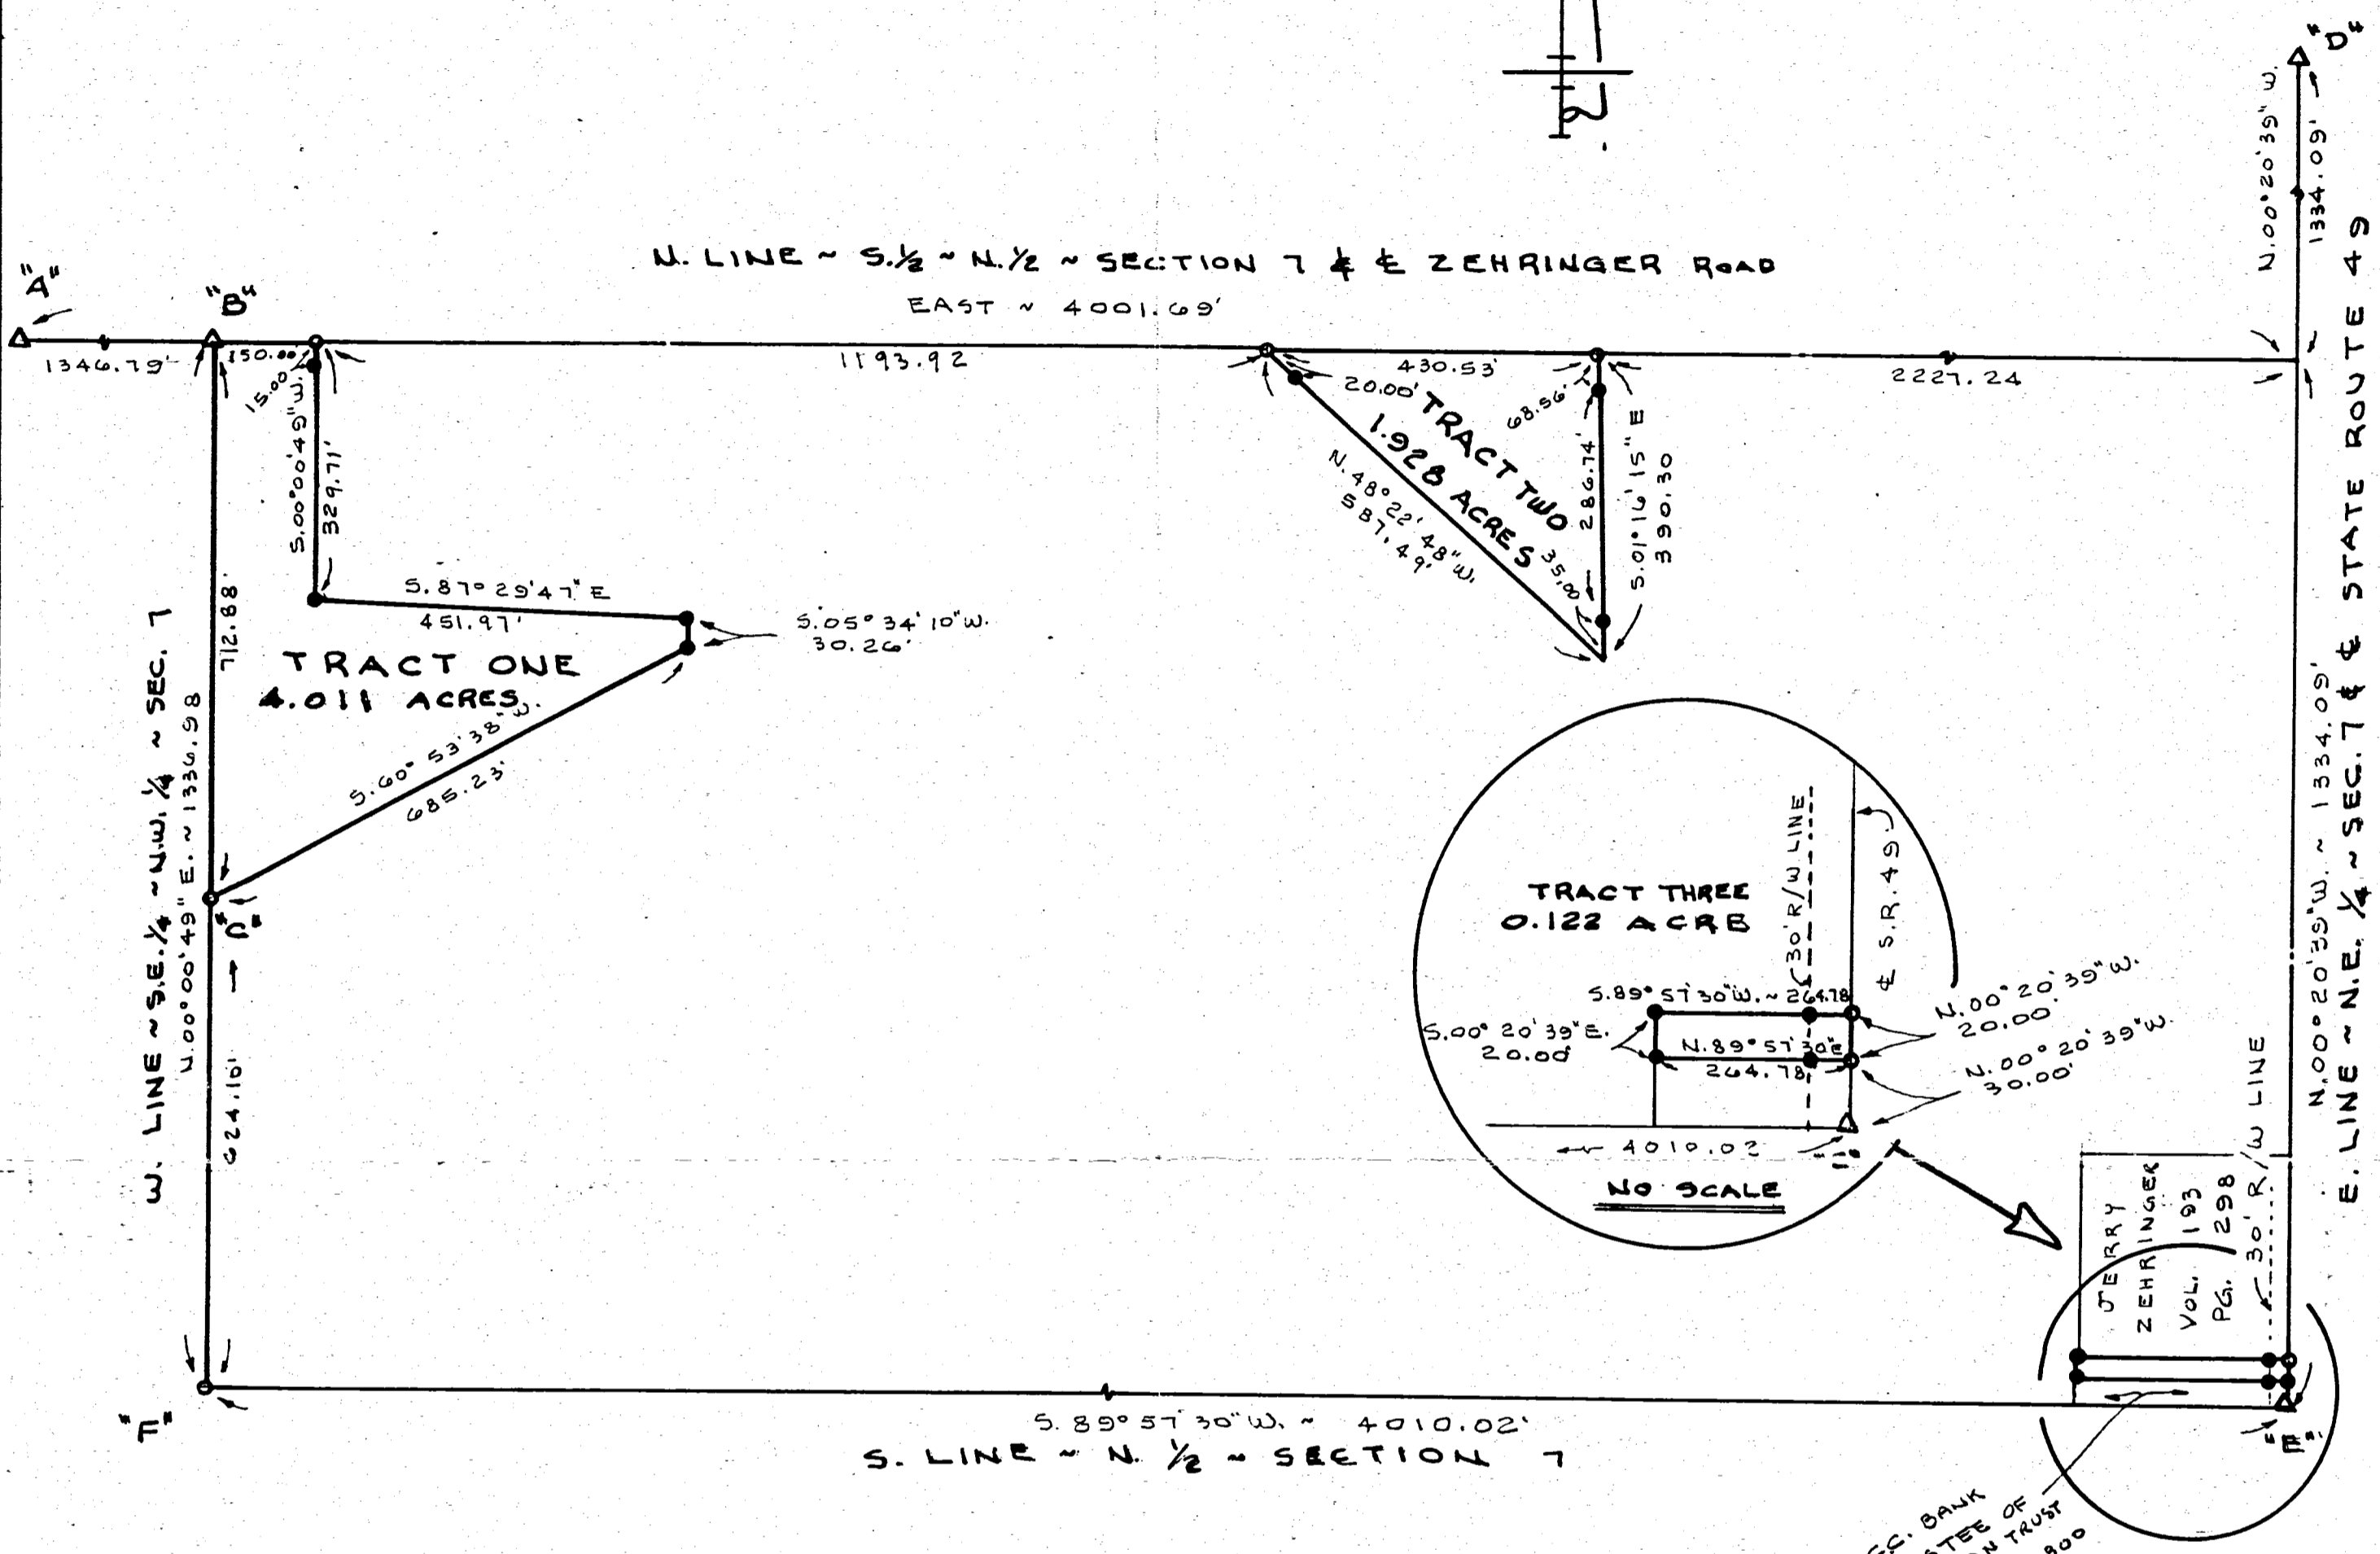 "D"
N.00°20'39" W.
1334.09'
N. LINE ~ S.½ ~ N.½ ~ SECTION 7 & ℄ ZEHRINGER ROAD
EAST ~ 4001.69'
"A"
"B"
1346.79'
150.00'
1193.92
430.53'
2227.24
15.00'
S.00°00'49" W.
329.71'
20.00'
68.56'
TRACT TWO
1.928 ACRES
N.48°22'48" W.
587.49'
286.74'
35.00
S.01°16'15" E
390.30
S.87°29'47" E
451.97'
S.05°34'10" W.
30.26'
712.88'
TRACT ONE
4.011 ACRES
S.60°53'38" W.
685.23'
W. LINE ~ S.E.¼ ~ N.W.¼ ~ SEC. 7
N.00°00'49" E. ~ 1336.98
"C"
624.10'
E. LINE ~ N.E. ¼ ~ SEC. 7 & ℄ STATE ROUTE 49
N.00°20'39" W. ~ 1334.09'
TRACT THREE
0.122 ACRE
30' R/W LINE
℄ S.R. 49
S.89°57'30" W. ~ 264.78
S.00°20'39" E.
20.00'
N.89°57'30" E
264.78
N.00°20'39" W.
20.00'
N.00°20'39" W.
30.00'
4010.02
"E"
NO SCALE
JERRY
ZEHRINGER
VOL. 193
PG. 298
30' R/W LINE
"F"
S.89°57'30" W. ~ 4010.02'
S. LINE ~ N. ½ ~ SECTION 7
"E"
BANK
OF
TRUST